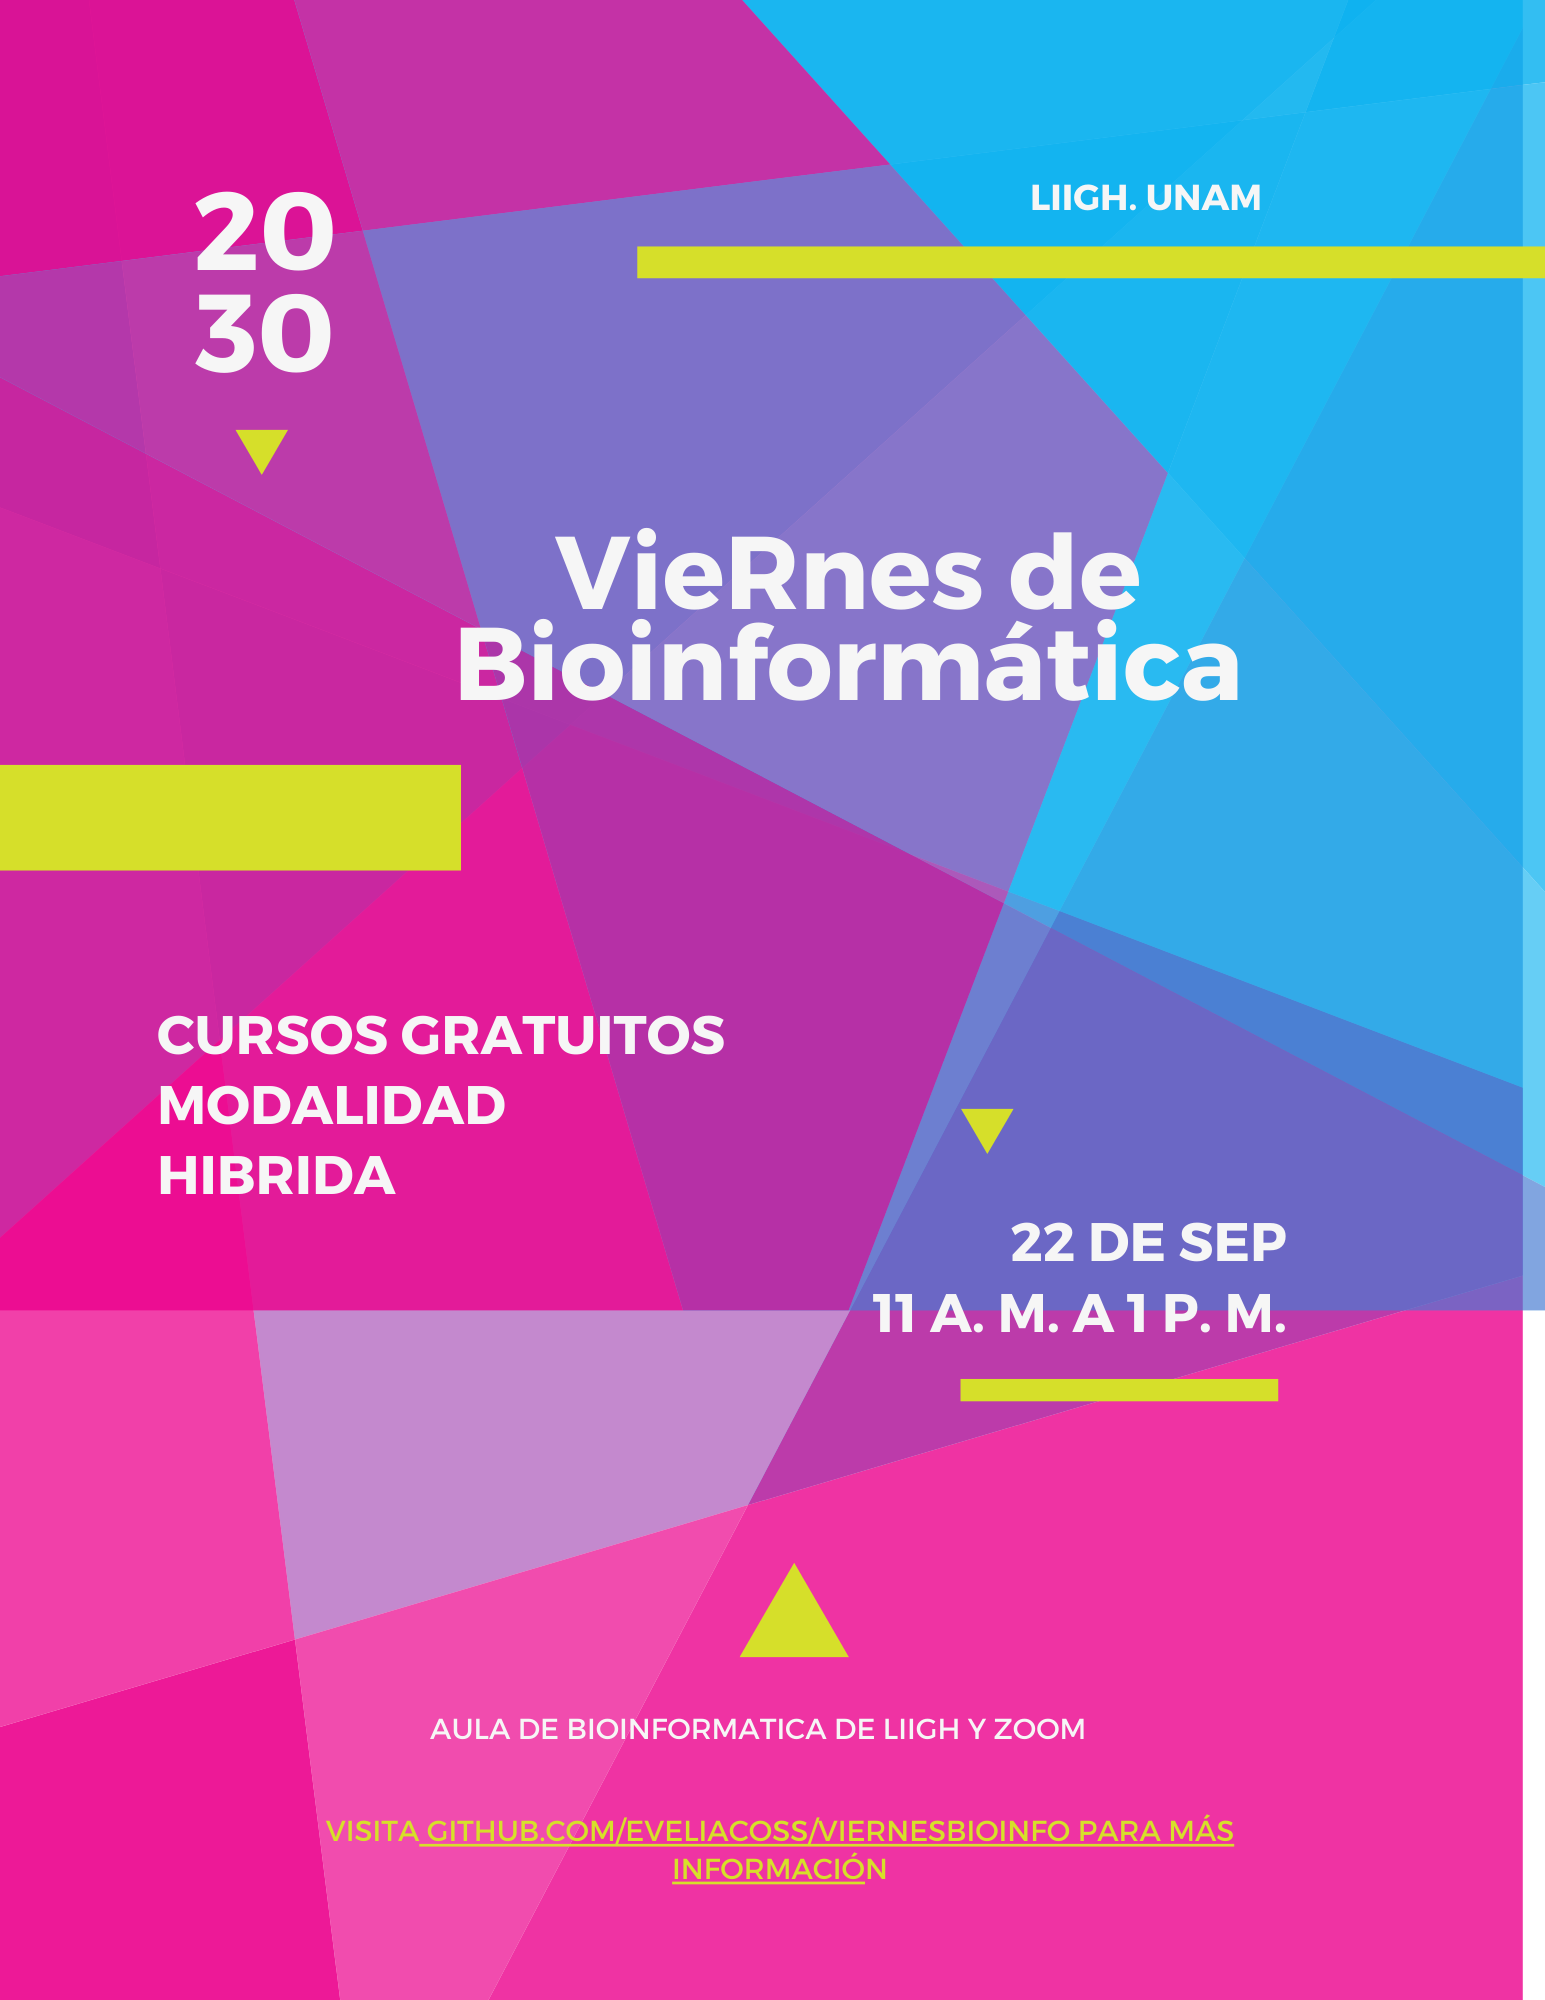 20
30
LIIGH. UNAM
VieRnes de
Bioinformática
CURSOS GRATUITOS
MODALIDAD
HIBRIDA
22 DE SEP
11 A. M. A 1 P. M.
AULA DE BIOINFORMATICA DE LIIGH Y ZOOM
VISITA GITHUB.COM/EVELIACOSS/VIERNESBIOINFO PARA MÁS
INFORMACIÓN